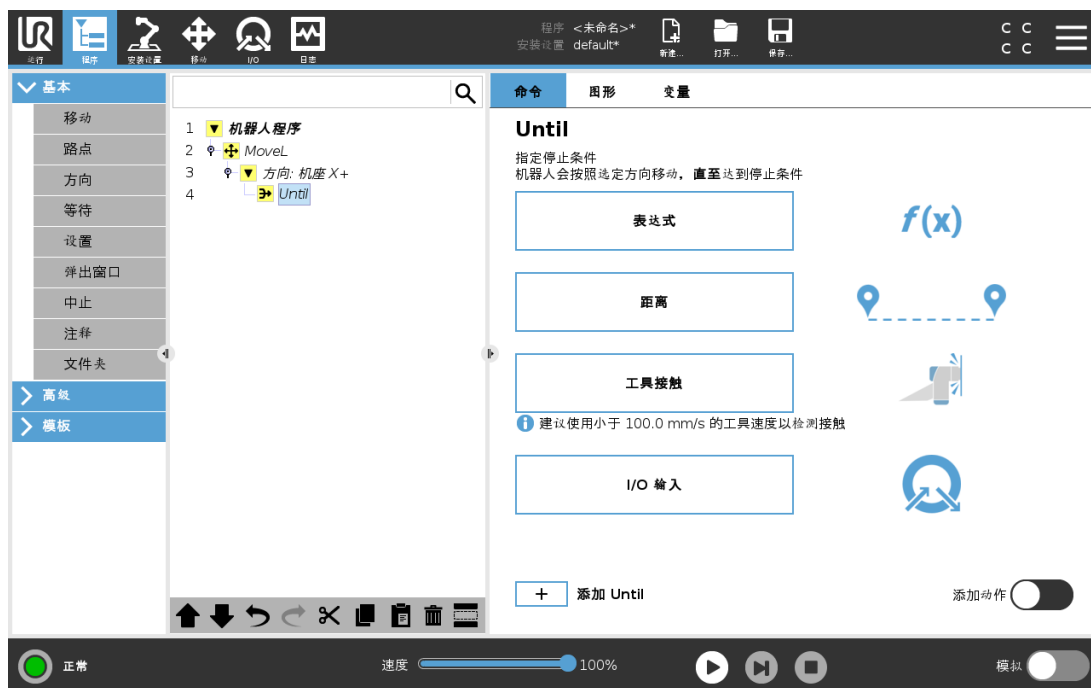 程序 <未命名>*
安装设置 default*
运行 程序 安装设置 移动 I/O 日志
新建... 打开... 保存...
C C
C C
基本
移动
路点
方向
等待
设置
弹出窗口
中止
注释
文件夹
高级
模板
1 机器人程序
2 MoveL
3 方向: 机座 X+
4 Until
命令 图形 变量
Until
指定停止条件
机器人会按照选定方向移动，直至达到停止条件
表达式
f(x)
距离
工具接触
建议使用小于 100.0 mm/s 的工具速度以检测接触
I/O 输入
+ 添加 Until
添加动作
正常
速度 100%
模拟